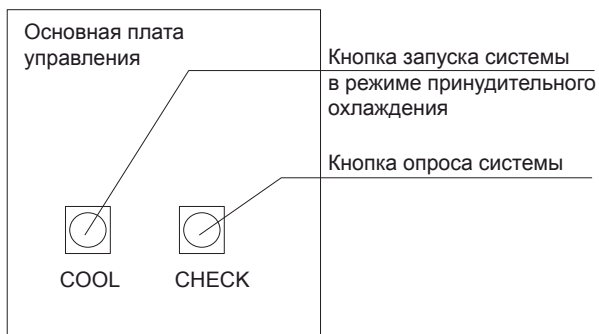 Основная плата
управления
Кнопка запуска системы
в режиме принудительного
охлаждения
Кнопка опроса системы
COOL
CHECK